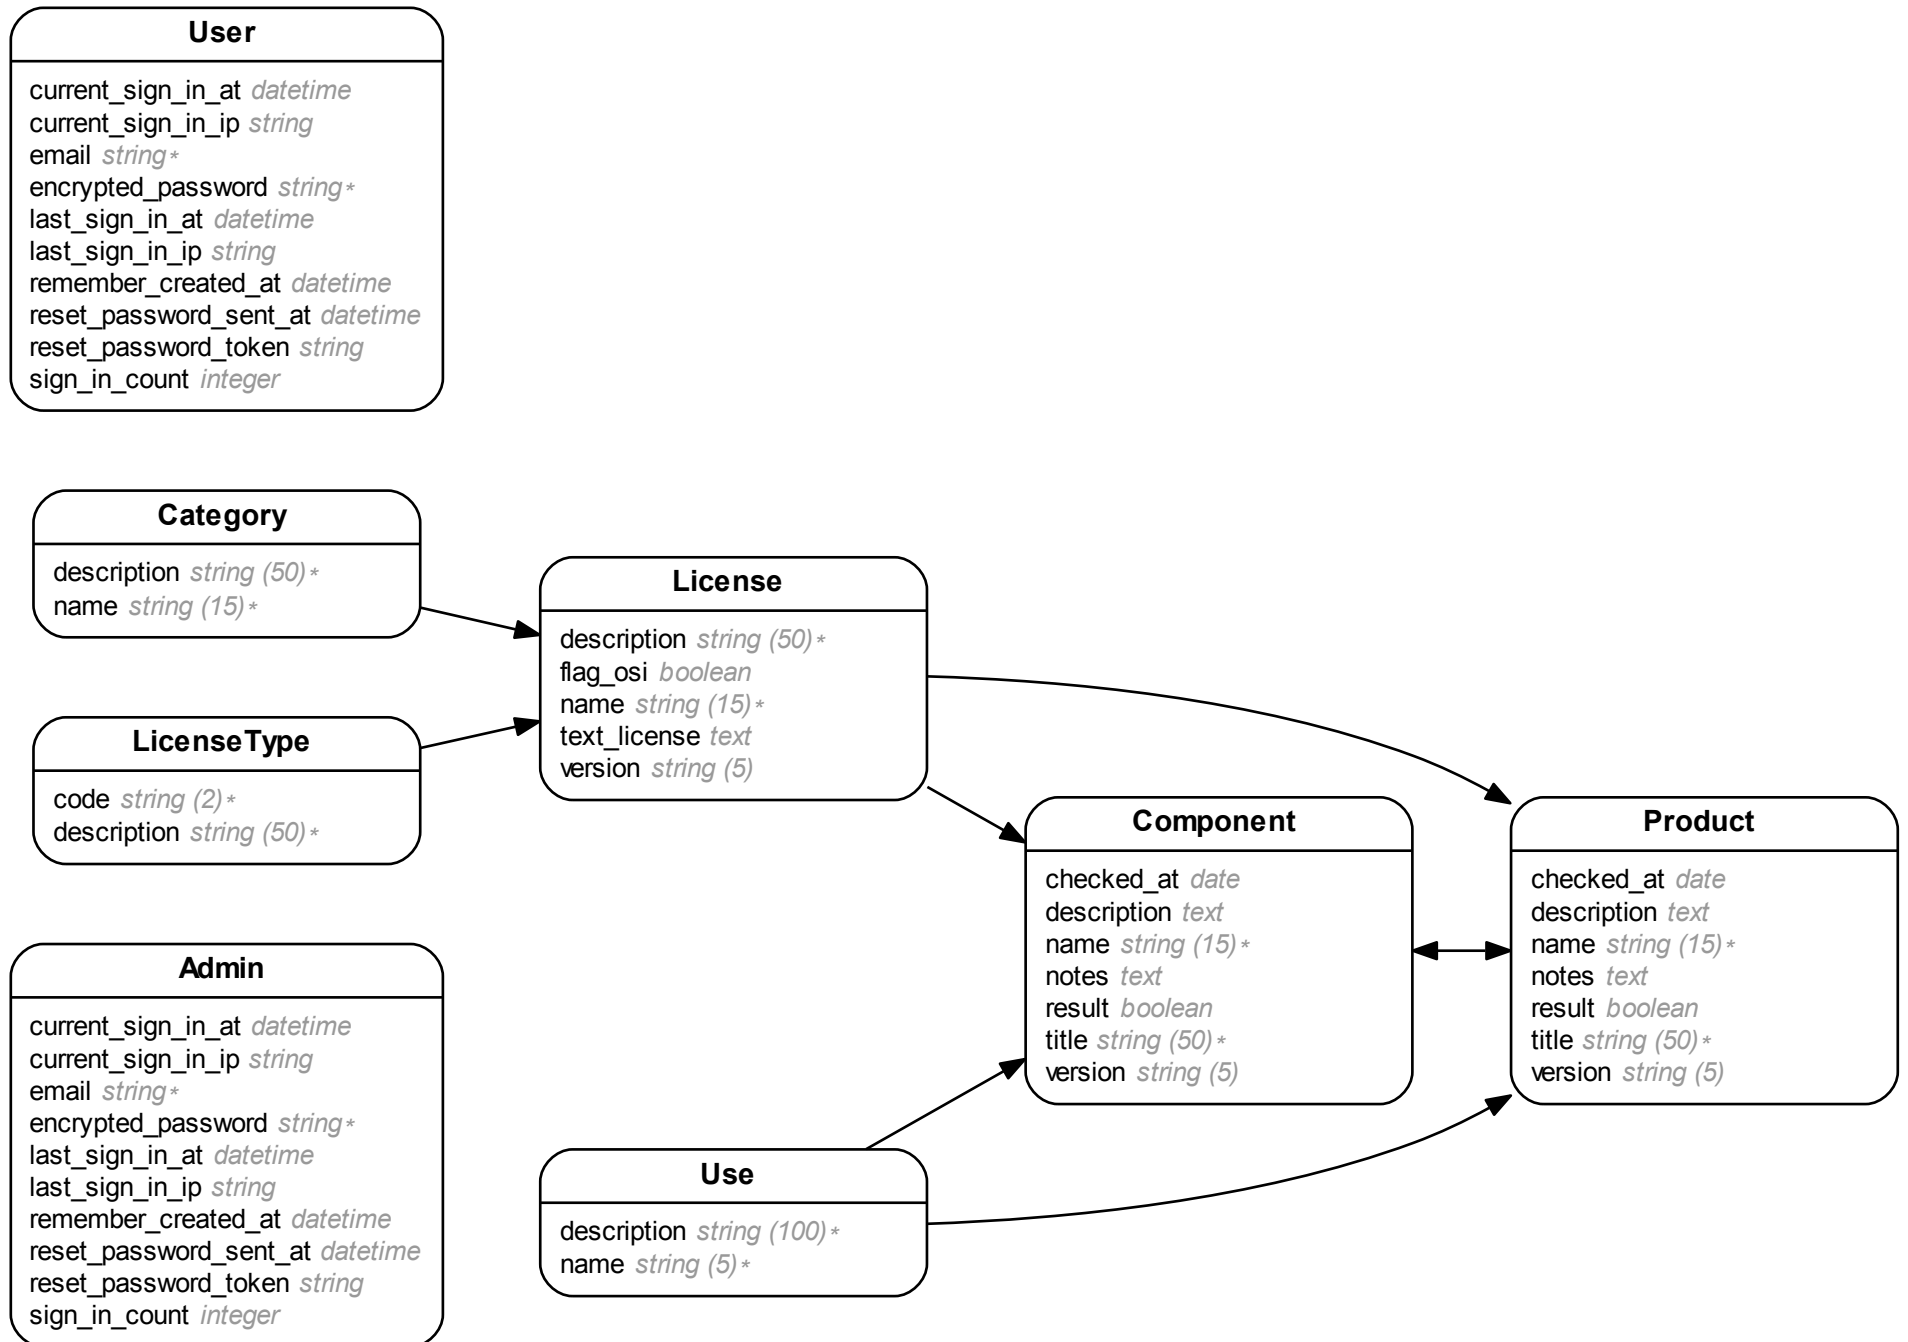 User
current_sign_in_at datetime
current_sign_in_ip string
email string*
encrypted_password string*
last_sign_in_at datetime
last_sign_in_ip string
remember_created_at datetime
reset_password_sent_at datetime
reset_password_token string
sign_in_count integer
Category
description string (50)*
name string (15)*
LicenseType
code string (2)*
description string (50)*
License
description string (50)*
flag_osi boolean
name string (15)*
text_license text
version string (5)
Component
checked_at date
description text
name string (15)*
notes text
result boolean
title string (50)*
version string (5)
Product
checked_at date
description text
name string (15)*
notes text
result boolean
title string (50)*
version string (5)
Admin
current_sign_in_at datetime
current_sign_in_ip string
email string*
encrypted_password string*
last_sign_in_at datetime
last_sign_in_ip string
remember_created_at datetime
reset_password_sent_at datetime
reset_password_token string
sign_in_count integer
Use
description string (100)*
name string (5)*